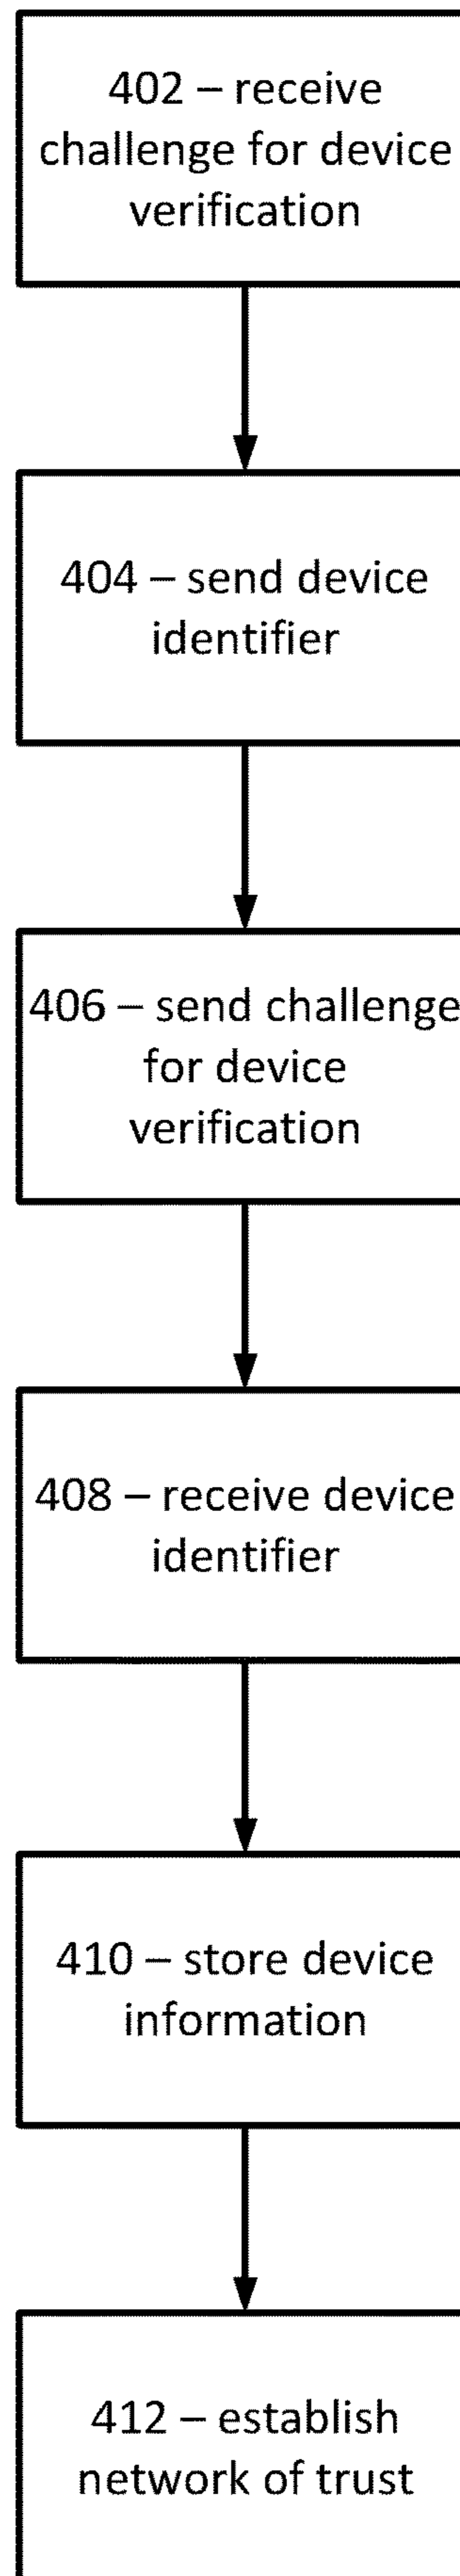 402 – receive
challenge for device
verification
404 – send device
identifier
406 – send challenge
for device
verification
408 – receive device
identifier
410 – store device
information
412 – establish
network of trust